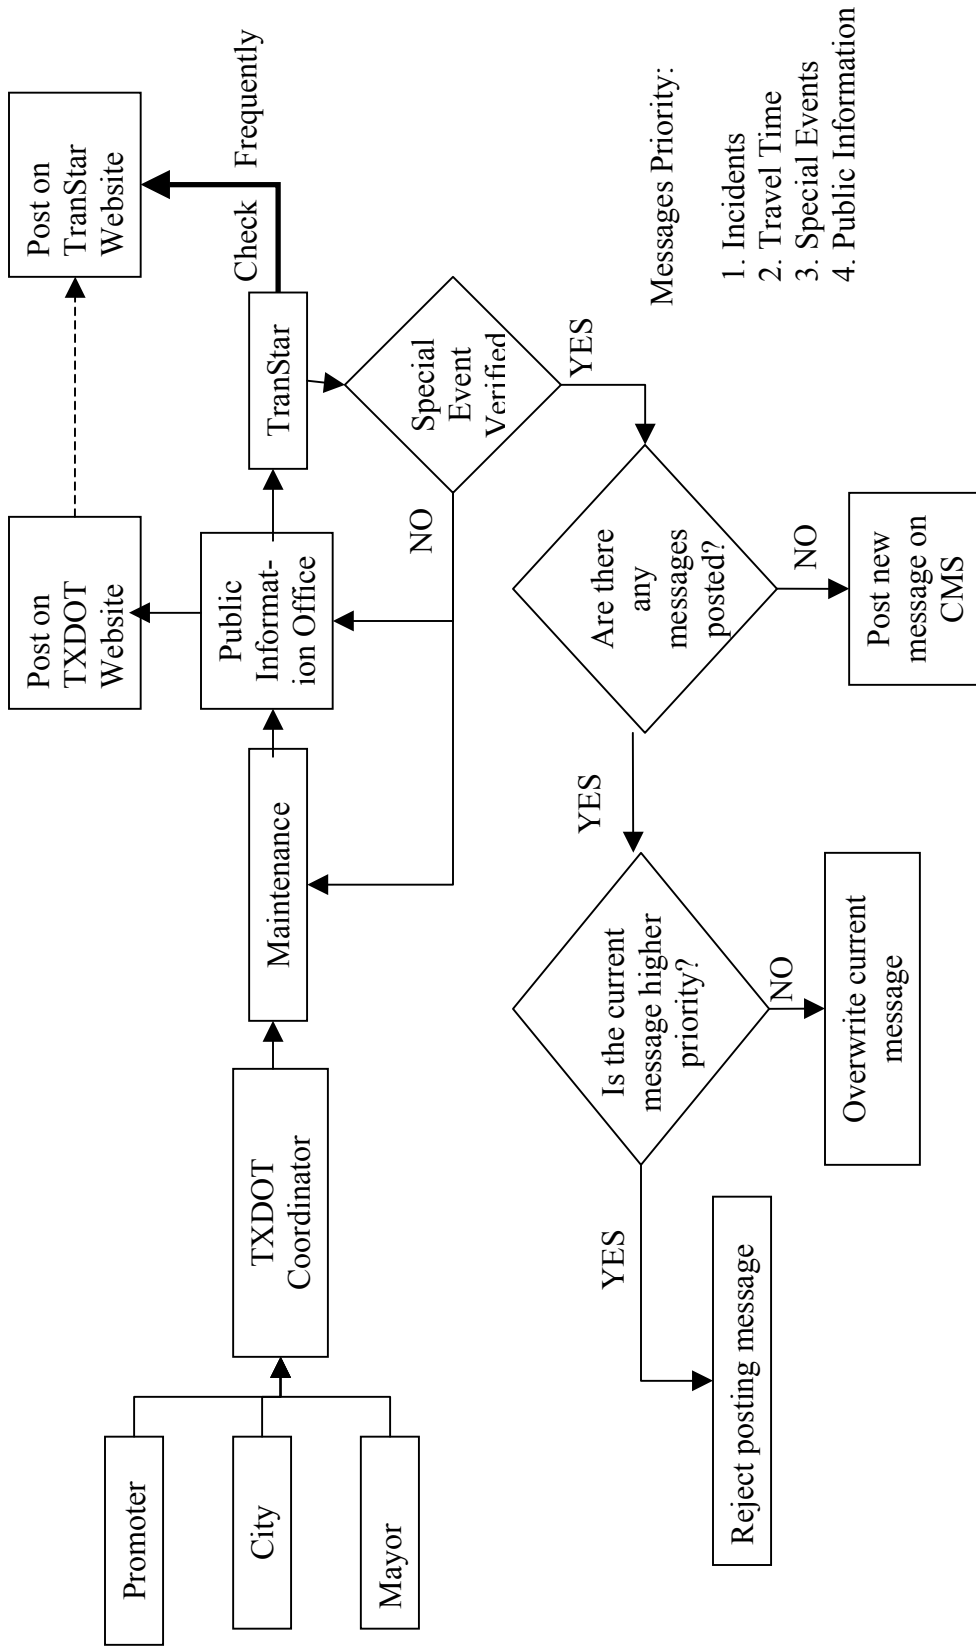 Promoter
City
Mayor
TXDOT
Coordinator
Maintenance
Public
Informat-
ion Office
Post on
TXDOT
Website
TranStar
Post on
TranStar
Website
Check Frequently
Special
Event
Verified
NO
YES
Are there
any
messages
posted?
NO
Post new
message on
CMS
YES
Is the current
message higher
priority?
NO
Overwrite current
message
YES
Reject posting message
Messages Priority:
1. Incidents
2. Travel Time
3. Special Events
4. Public Information